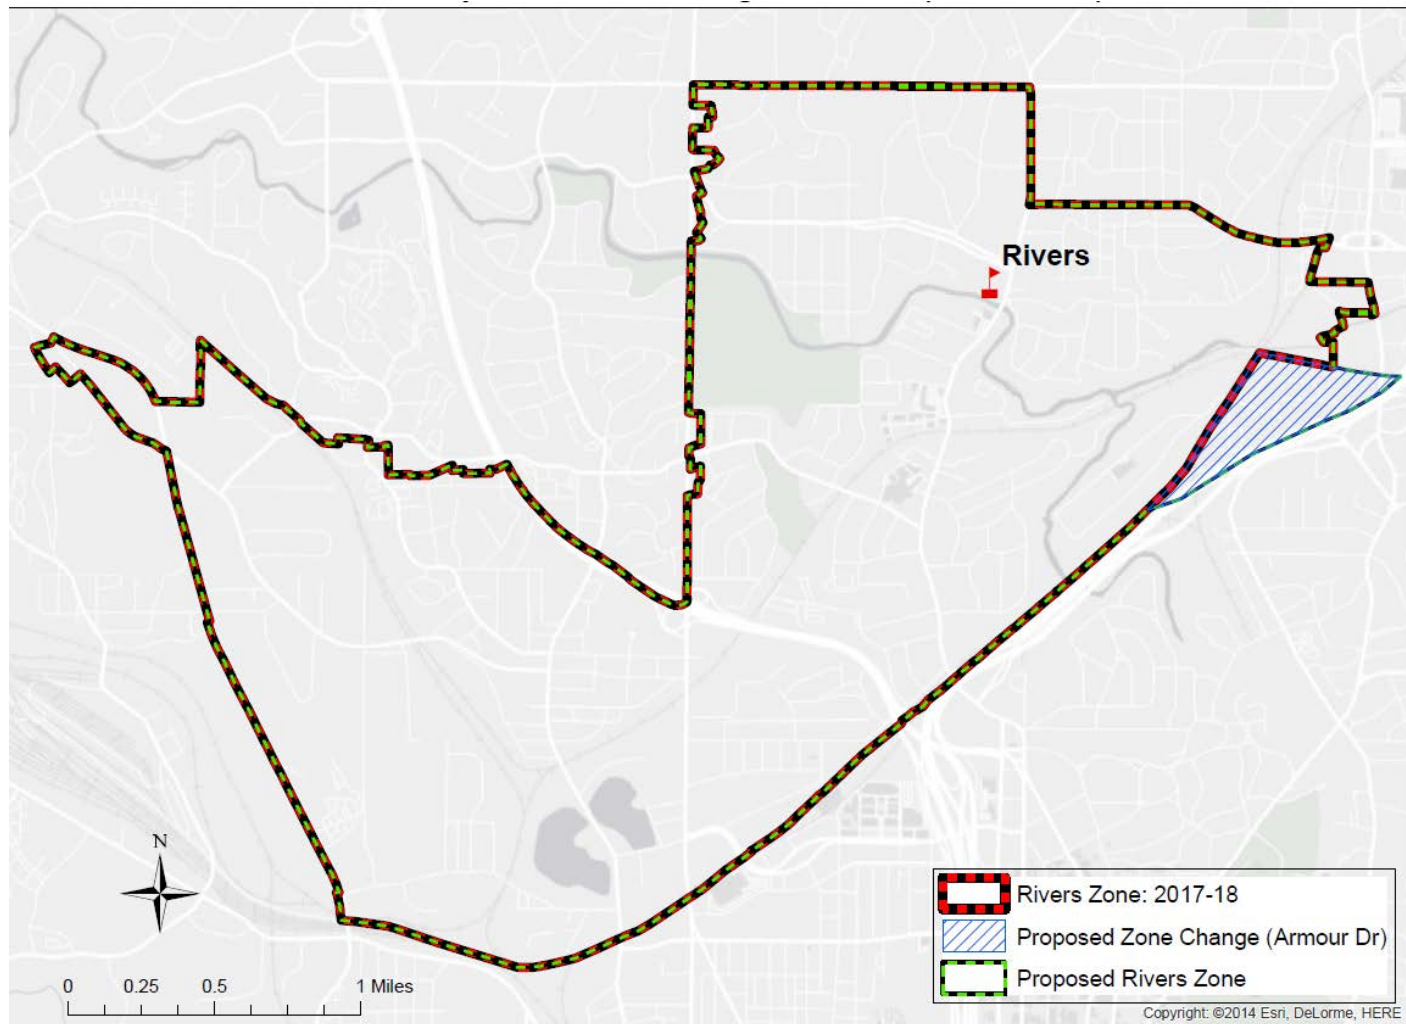 Rivers
N
0 0.25 0.5 1 Miles
Rivers Zone: 2017-18
Proposed Zone Change (Armour Dr)
Proposed Rivers Zone
Copyright: ©2014 Esri, DeLorme, HERE